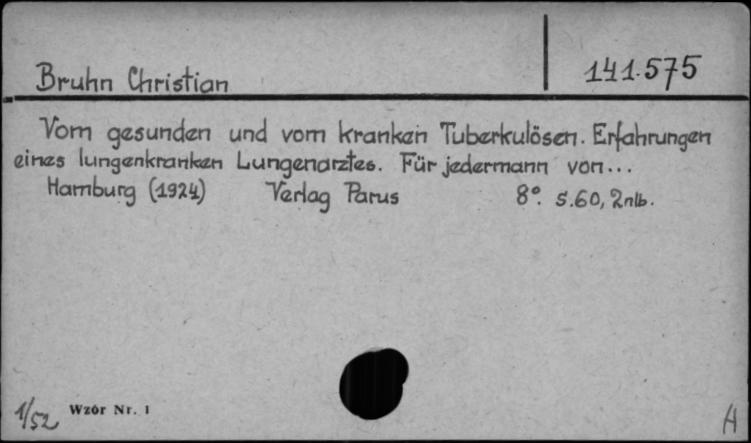 Bruhn Christian
141.575
Vom gesunden und vom kranken Tuberkulösen. Erfahrungen
eines lungenkranken Lungenarztes. Für jedermann von...
Hamburg (1924) Verlag Parus 8°. S.60, 2nlb.
1/52 Wzór Nr. 1
H